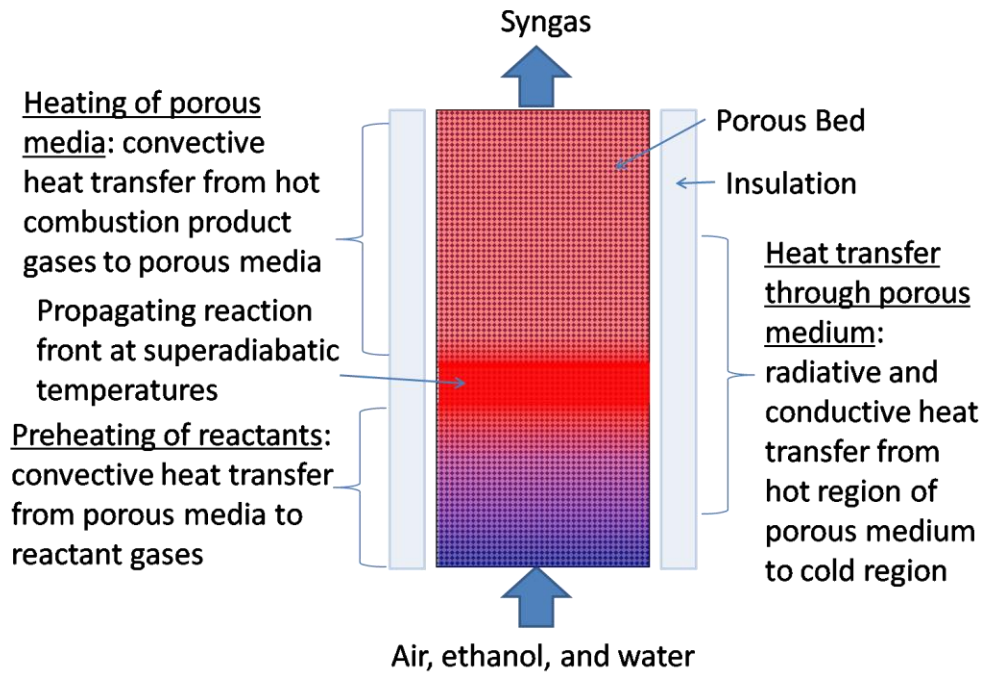 Syngas
Heating of porous
media: convective
heat transfer from hot
combustion product
gases to porous media
Propagating reaction
front at superadiabatic
temperatures
Preheating of reactants:
convective heat transfer
from porous media to
reactant gases
Porous Bed
Insulation
Heat transfer
through porous
medium:
radiative and
conductive heat
transfer from
hot region of
porous medium
to cold region
Air, ethanol, and water